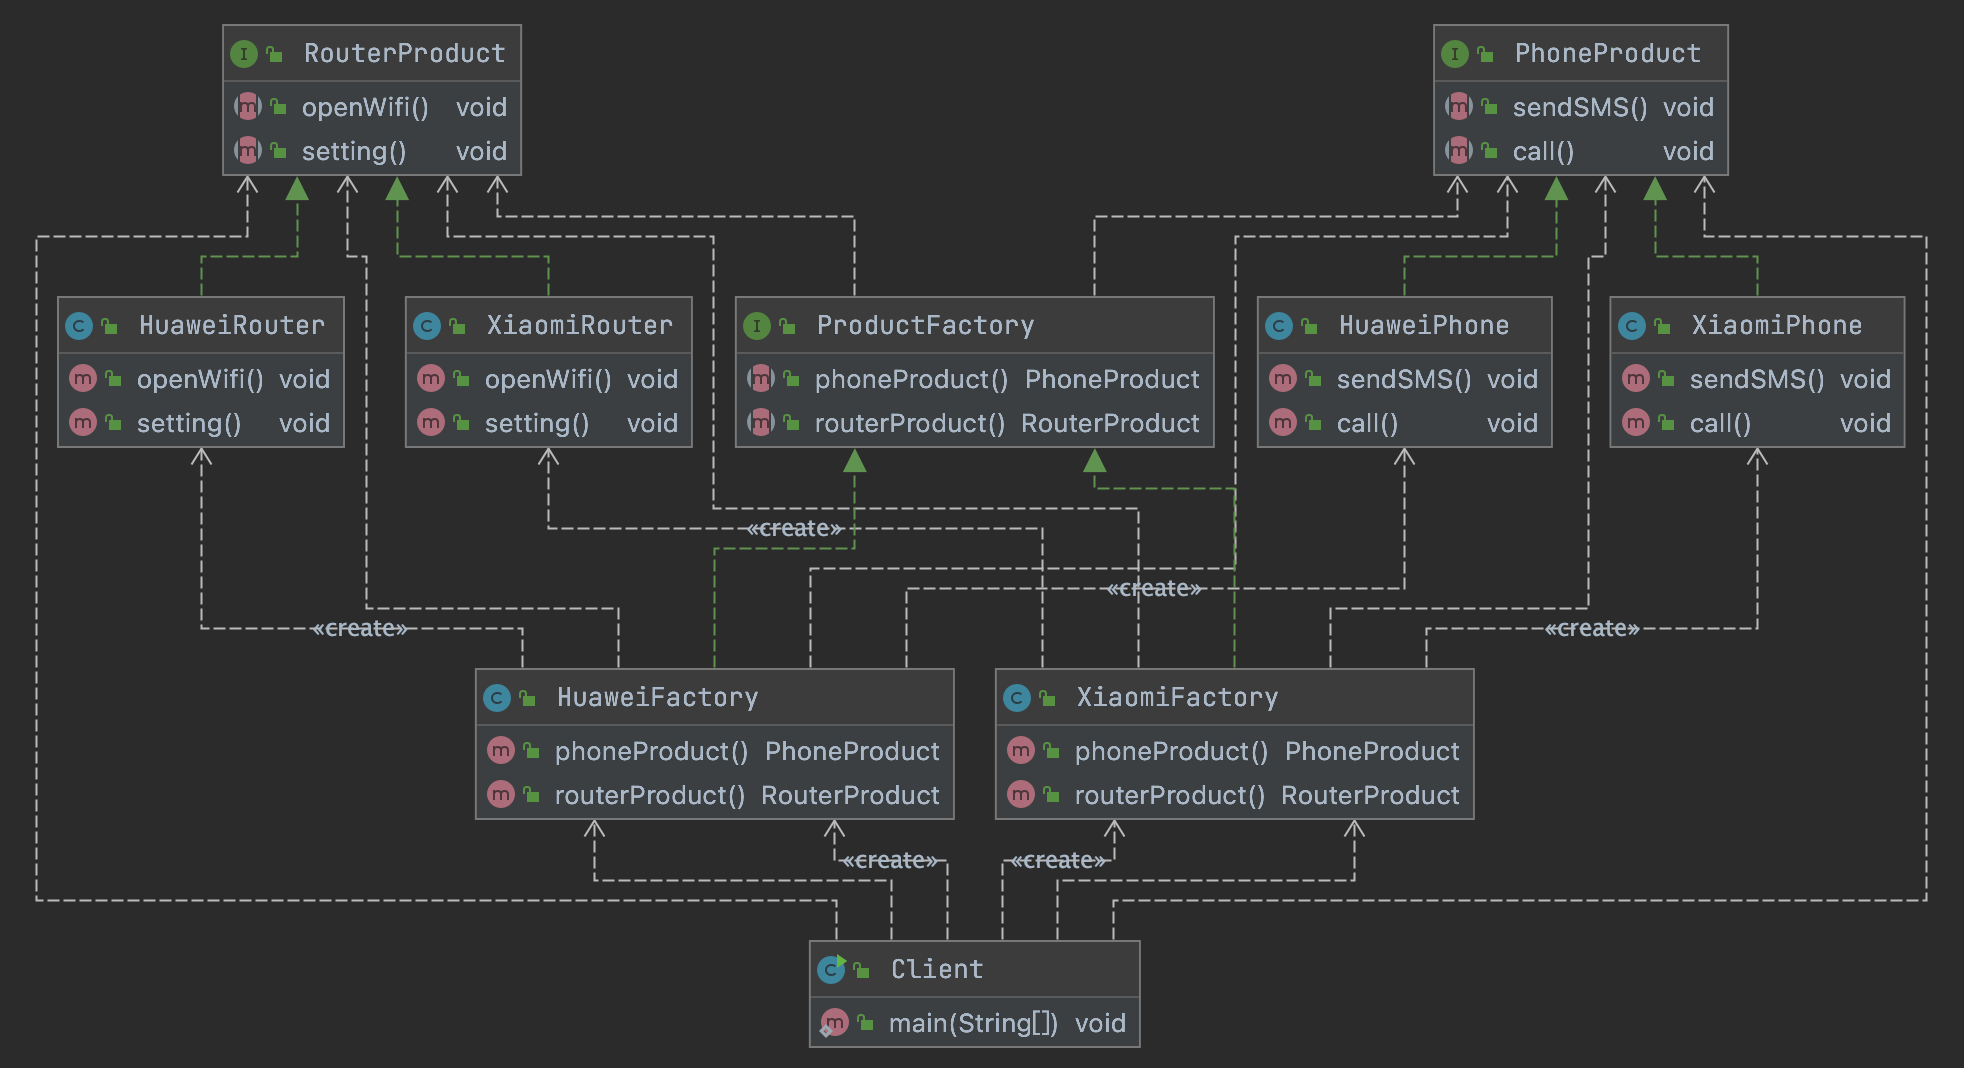 RouterProduct
openWifi() void
setting() void
PhoneProduct
sendSMS() void
call() void
HuaweiRouter
openWifi() void
setting() void
XiaomiRouter
openWifi() void
setting() void
ProductFactory
phoneProduct() PhoneProduct
routerProduct() RouterProduct
HuaweiPhone
sendSMS() void
call() void
XiaomiPhone
sendSMS() void
call() void
«create»
«create»
«create»
«create»
HuaweiFactory
phoneProduct() PhoneProduct
routerProduct() RouterProduct
XiaomiFactory
phoneProduct() PhoneProduct
routerProduct() RouterProduct
«create»
«create»
Client
main(String[]) void